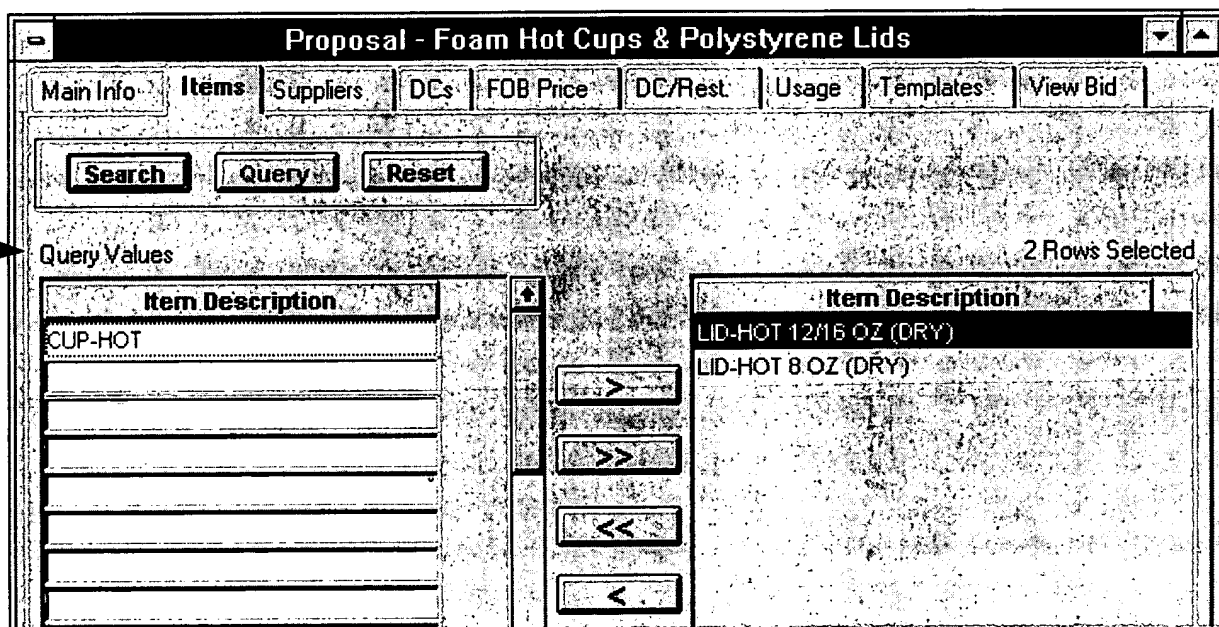 Proposal - Foam Hot Cups & Polystyrene Lids
Main Info Items Suppliers DCs FOB Price DC/Rest. Usage Templates View Bid
Search Query Reset
Query Values 2 Rows Selected
Item Description Item Description
CUP-HOT LID-HOT 12/16 OZ (DRY)
LID-HOT 8 OZ (DRY)
>
>>
<<
<